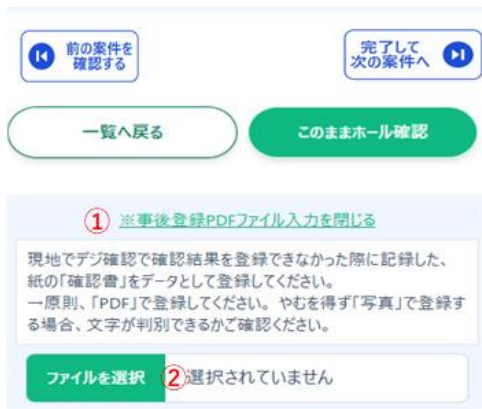 前の案件を
確認する
完了して
次の案件へ
一覧へ戻る
このままホール確認
① ※事後登録PDFファイル入力を閉じる
現地でデジ確認で確認結果を登録できなかった際に記録した、
紙の「確認書」をデータとして登録してください。
→原則、「PDF」で登録してください。やむを得ず「写真」で登録す
る場合、文字が判別できるかご確認ください。
ファイルを選択 ②選択されていません